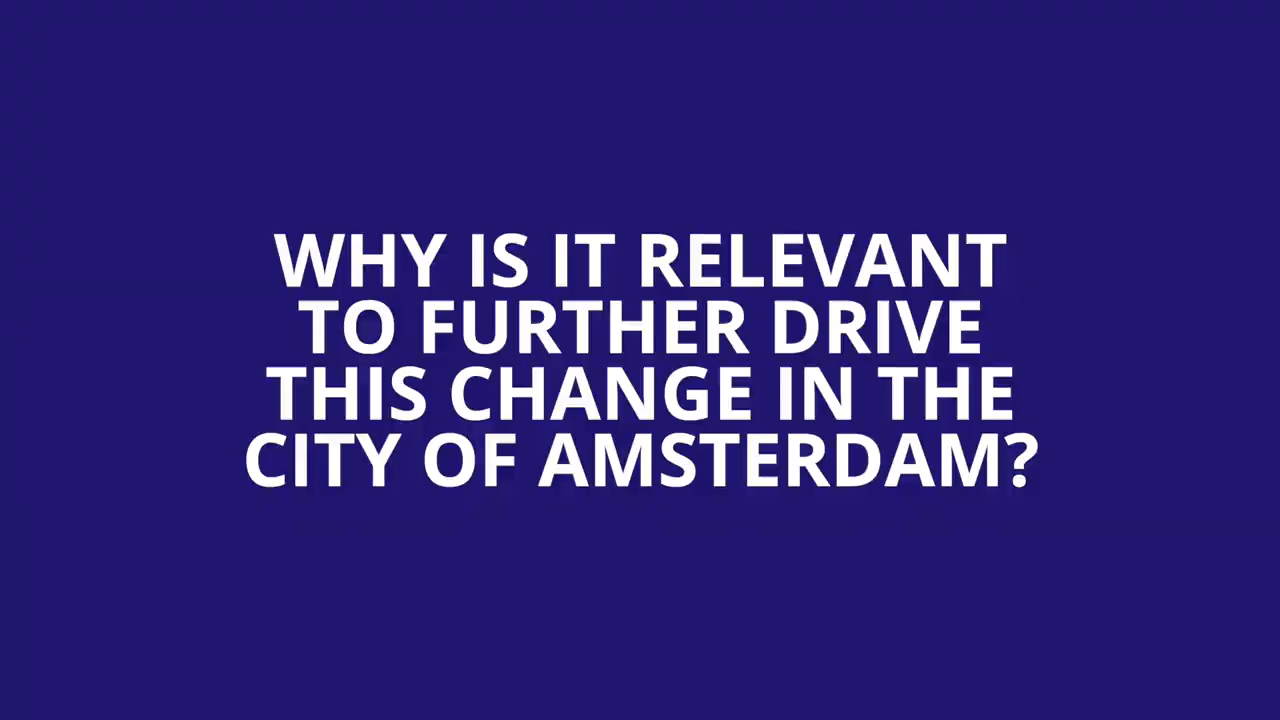 WHY IS IT RELEVANT
TO FURTHER DRIVE
THIS CHANGE IN THE
CITY OF AMSTERDAM?